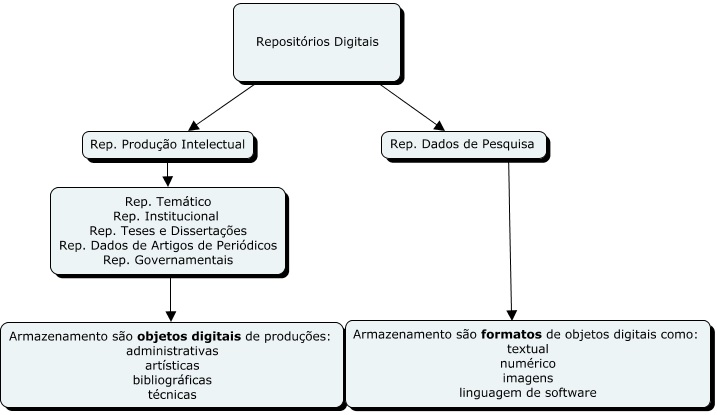 Repositórios Digitais
Rep. Produção Intelectual
Rep. Dados de Pesquisa
Rep. Temático
Rep. Institucional
Rep. Teses e Dissertações
Rep. Dados de Artigos de Periódicos
Rep. Governamentais
Armazenamento são objetos digitais de produções:
administrativas
artísticas
bibliográficas
técnicas
Armazenamento são formatos de objetos digitais como:
textual
numérico
imagens
linguagem de software